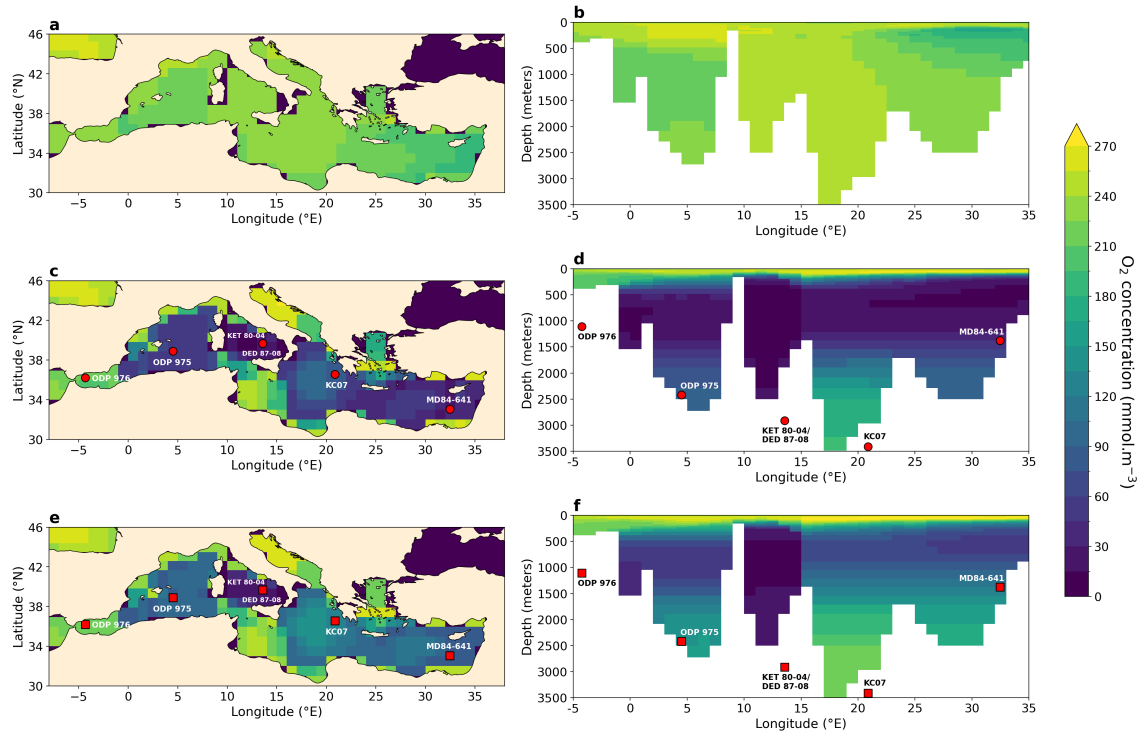 a
46
42
38
34
30
Latitude (°N)
−5
0
5
10
15
20
25
30
35
Longitude (°E)
b
0
500
1000
1500
2000
2500
3000
3500
Depth (meters)
-5
0
5
10
15
20
25
30
35
Longitude (°E)
c
46
42
38
34
30
Latitude (°N)
KET 80-04
DED 87-08
ODP 975
ODP 976
KC07
MD84-641
−5
0
5
10
15
20
25
30
35
Longitude (°E)
d
0
500
1000
1500
2000
2500
3000
3500
Depth (meters)
ODP 976
MD84-641
ODP 975
KET 80-04/
DED 87-08
KC07
-5
0
5
10
15
20
25
30
35
Longitude (°E)
e
46
42
38
34
30
Latitude (°N)
KET 80-04
DED 87-08
ODP 975
ODP 976
KC07
MD84-641
−5
0
5
10
15
20
25
30
35
Longitude (°E)
f
0
500
1000
1500
2000
2500
3000
3500
Depth (meters)
ODP 976
MD84-641
ODP 975
KET 80-04/
DED 87-08
KC07
-5
0
5
10
15
20
25
30
35
Longitude (°E)
270
240
210
180
150
120
90
60
30
0
O₂ concentration (mmol.m⁻³)